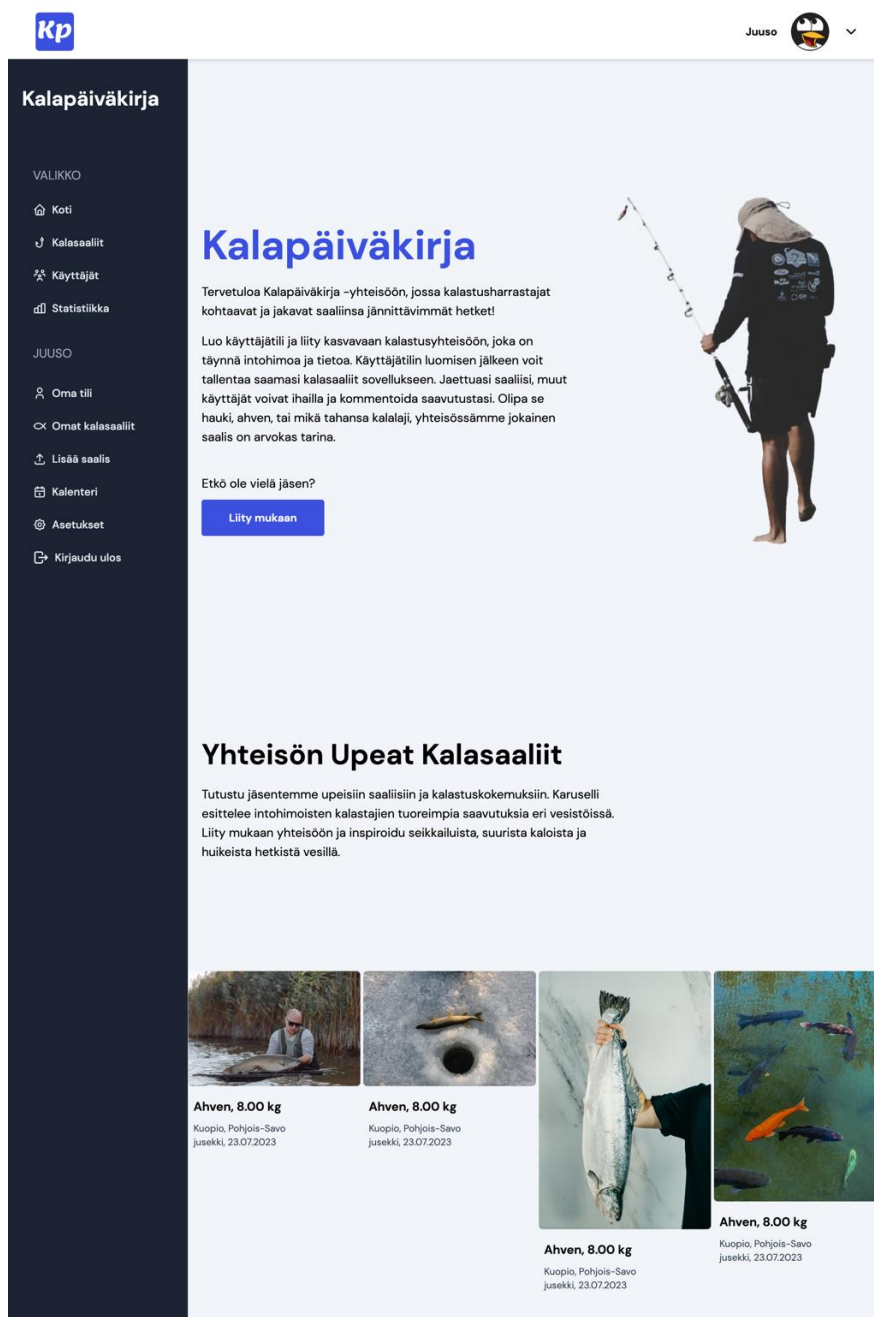 Kp
Juuso
Kalapäiväkirja
VALIKKO
Koti
Kalasaaliit
Käyttäjät
Statistiikka
JUUSO
Oma tili
Omat kalasaaliit
Lisää saalis
Kalenteri
Asetukset
Kirjaudu ulos
Kalapäiväkirja
Tervetuloa Kalapäiväkirja -yhteisöön, jossa kalastusharrastajat
kohtaavat ja jakavat saaliinsa jännittävimmät hetket!
Luo käyttäjätili ja liity kasvavaan kalastusyhteisöön, joka on
täynnä intohimoa ja tietoa. Käyttäjätilin luomisen jälkeen voit
tallentaa saamasi kalasaaliit sovellukseen. Jaettuasi saaliisi, muut
käyttäjät voivat ihailla ja kommentoida saavutustasi. Olipa se
hauki, ahven, tai mikä tahansa kalalaji, yhteisössämme jokainen
saalis on arvokas tarina.
Etkö ole vielä jäsen?
Liity mukaan
Yhteisön Upeat Kalasaaliit
Tutustu jäsentemme upeisiin saaliisiin ja kalastuskokemuksiin. Karuselli
esittelee intohimoisten kalastajien tuoreimpia saavutuksia eri vesistöissä.
Liity mukaan yhteisöön ja inspiroidu seikkailuista, suurista kaloista ja
huikeista hetkistä vesillä.
Ahven, 8.00 kg
Kuopio, Pohjois-Savo
jusekki, 23.07.2023
Ahven, 8.00 kg
Kuopio, Pohjois-Savo
jusekki, 23.07.2023
Ahven, 8.00 kg
Kuopio, Pohjois-Savo
jusekki, 23.07.2023
Ahven, 8.00 kg
Kuopio, Pohjois-Savo
jusekki, 23.07.2023